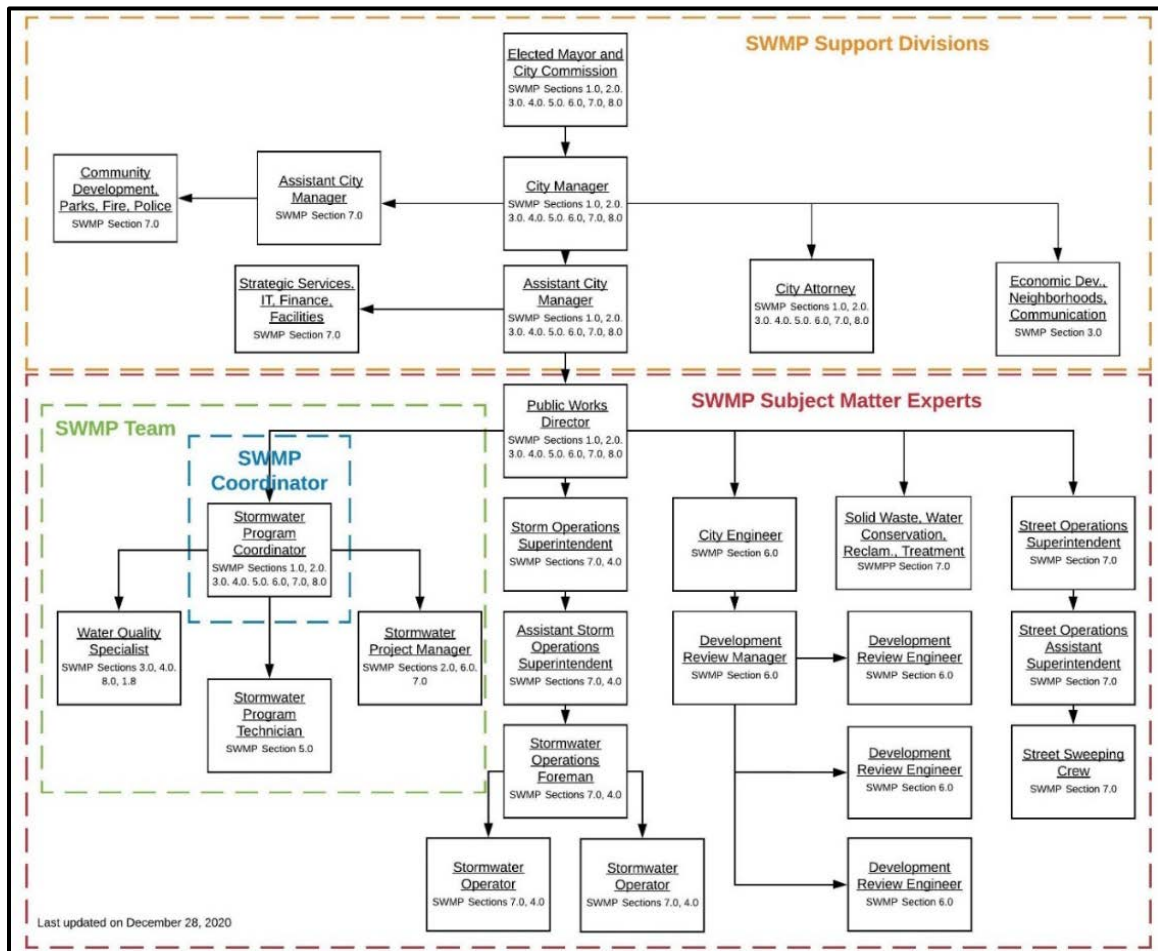 SWMP Support Divisions
Elected Mayor and
City Commission
SWMP Sections 1.0, 2.0.
3.0. 4.0. 5.0. 6.0, 7.0, 8.0
Community
Development,
Parks, Fire, Police
SWMP Section 7.0
Assistant City
Manager
SWMP Section 7.0
City Manager
SWMP Sections 1.0, 2.0.
3.0. 4.0. 5.0. 6.0, 7.0, 8.0
Strategic Services,
IT, Finance,
Facilities
SWMP Section 7.0
Assistant City
Manager
SWMP Sections 1.0, 2.0.
3.0. 4.0. 5.0. 6.0, 7.0, 8.0
City Attorney
SWMP Sections 1.0, 2.0.
3.0. 4.0. 5.0. 6.0, 7.0, 8.0
Economic Dev.,
Neighborhoods,
Communication
SWMP Section 3.0
SWMP Subject Matter Experts
Public Works
Director
SWMP Sections 1.0, 2.0.
3.0. 4.0. 5.0. 6.0, 7.0, 8.0
SWMP Team
SWMP
Coordinator
Stormwater
Program
Coordinator
SWMP Sections 1.0, 2.0.
3.0. 4.0. 5.0. 6.0, 7.0, 8.0
Storm Operations
Superintendent
SWMP Sections 7.0, 4.0
City Engineer
SWMP Section 6.0
Solid Waste, Water
Conservation,
Reclam., Treatment
SWMPP Section 7.0
Street Operations
Superintendent
SWMP Section 7.0
Water Quality
Specialist
SWMP Sections 3.0, 4.0.
8.0, 1.8
Stormwater
Project Manager
SWMP Sections 2.0, 6.0.
7.0
Assistant Storm
Operations
Superintendent
SWMP Sections 7.0, 4.0
Development
Review Manager
SWMP Section 6.0
Development
Review Engineer
SWMP Section 6.0
Street Operations
Assistant
Superintendent
SWMP Section 7.0
Stormwater
Program
Technician
SWMP Section 5.0
Stormwater
Operations
Foreman
SWMP Sections 7.0, 4.0
Development
Review Engineer
SWMP Section 6.0
Street Sweeping
Crew
SWMP Section 7.0
Stormwater
Operator
SWMP Sections 7.0, 4.0
Stormwater
Operator
SWMP Sections 7.0, 4.0
Development
Review Engineer
SWMP Section 6.0
Last updated on December 28, 2020